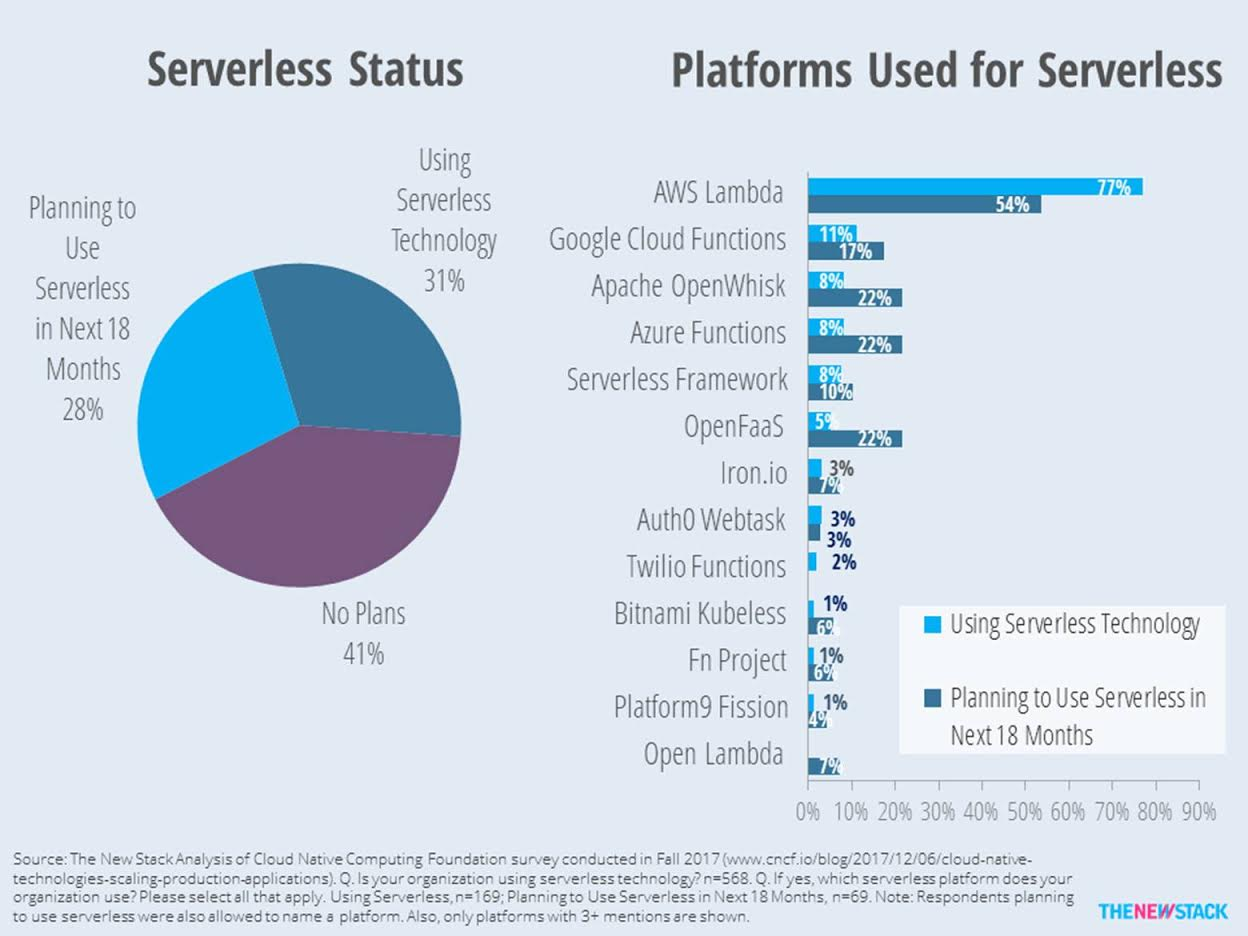 Serverless Status
Platforms Used for Serverless
Using
Serverless
Technology
31%
Planning to
Use
Serverless
in Next 18
Months
28%
No Plans
41%
AWS Lambda
77%
54%
Google Cloud Functions
11%
17%
Apache OpenWhisk
8%
22%
Azure Functions
8%
22%
Serverless Framework
8%
10%
OpenFaaS
5%
22%
Iron.io
3%
7%
Auth0 Webtask
3%
3%
Twilio Functions
2%
Bitnami Kubeless
1%
6%
Fn Project
1%
6%
Platform9 Fission
1%
4%
Open Lambda
7%
0% 10% 20% 30% 40% 50% 60% 70% 80% 90%
Using Serverless Technology
Planning to Use Serverless in
Next 18 Months
Source: The New Stack Analysis of Cloud Native Computing Foundation survey conducted in Fall 2017 (www.cncf.io/blog/2017/12/06/cloud-native-
technologies-scaling-production-applications). Q. Is your organization using serverless technology? n=568. Q. If yes, which serverless platform does your
organization use? Please select all that apply. Using Serverless, n=169; Planning to Use Serverless in Next 18 Months, n=69. Note: Respondents planning
to use serverless were also allowed to name a platform. Also, only platforms with 3+ mentions are shown.
THENEWSTACK